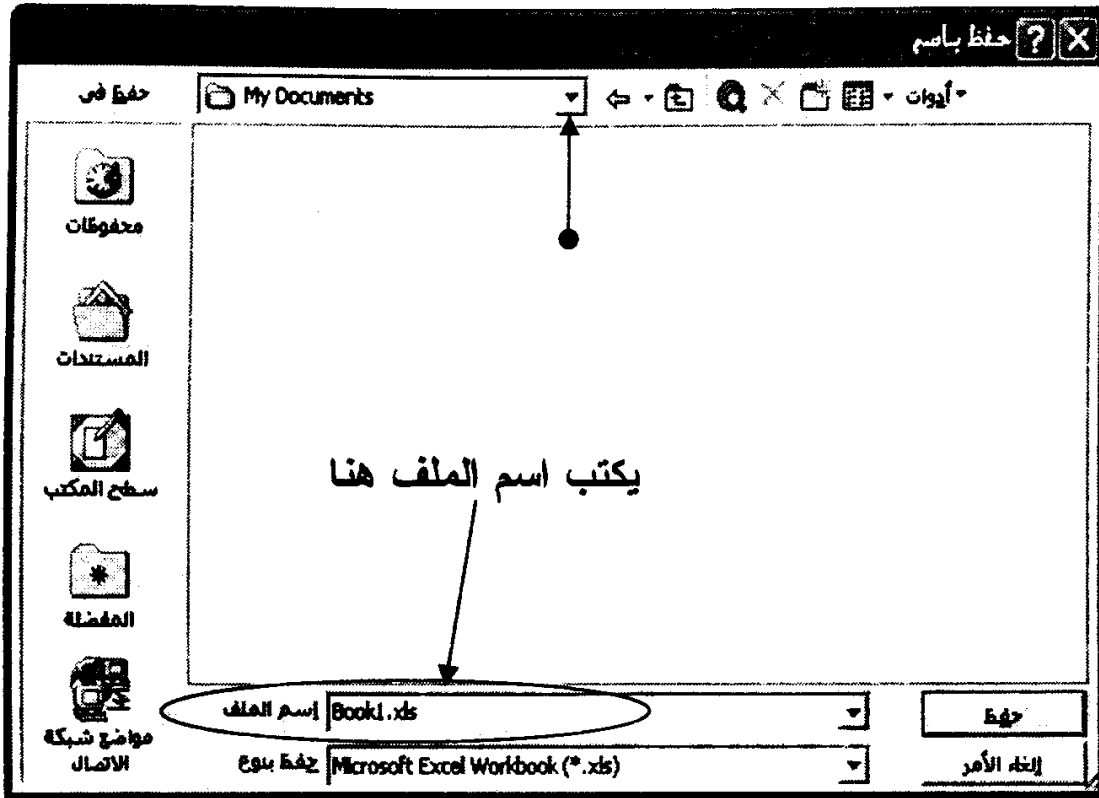 حفظ باسم
حفظ في
My Documents
أدوات
محفوظات
المستندات
سطح المكتب
المفضلة
مواضع شبكة
الاتصال
يكتب اسم الملف هنا
إسم الملف
Book1.xls
حفظ
حفظ بنوع
Microsoft Excel Workbook (*.xls)
إلغاء الأمر